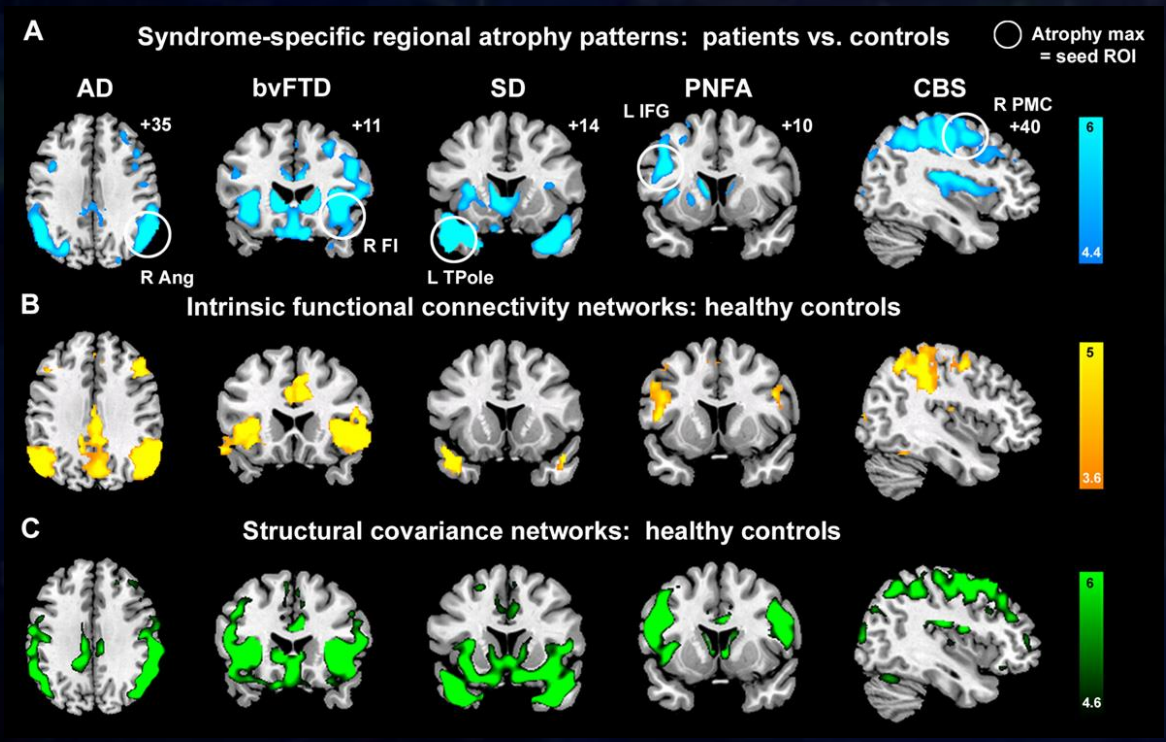 A
Syndrome-specific regional atrophy patterns: patients vs. controls
Atrophy max
= seed ROI
AD
bvFTD
SD
PNFA
CBS
+35
+11
+14
L IFG
+10
R PMC
+40
6
4.4
R Ang
R FI
L TPole
B
Intrinsic functional connectivity networks: healthy controls
5
3.6
C
Structural covariance networks: healthy controls
6
4.6